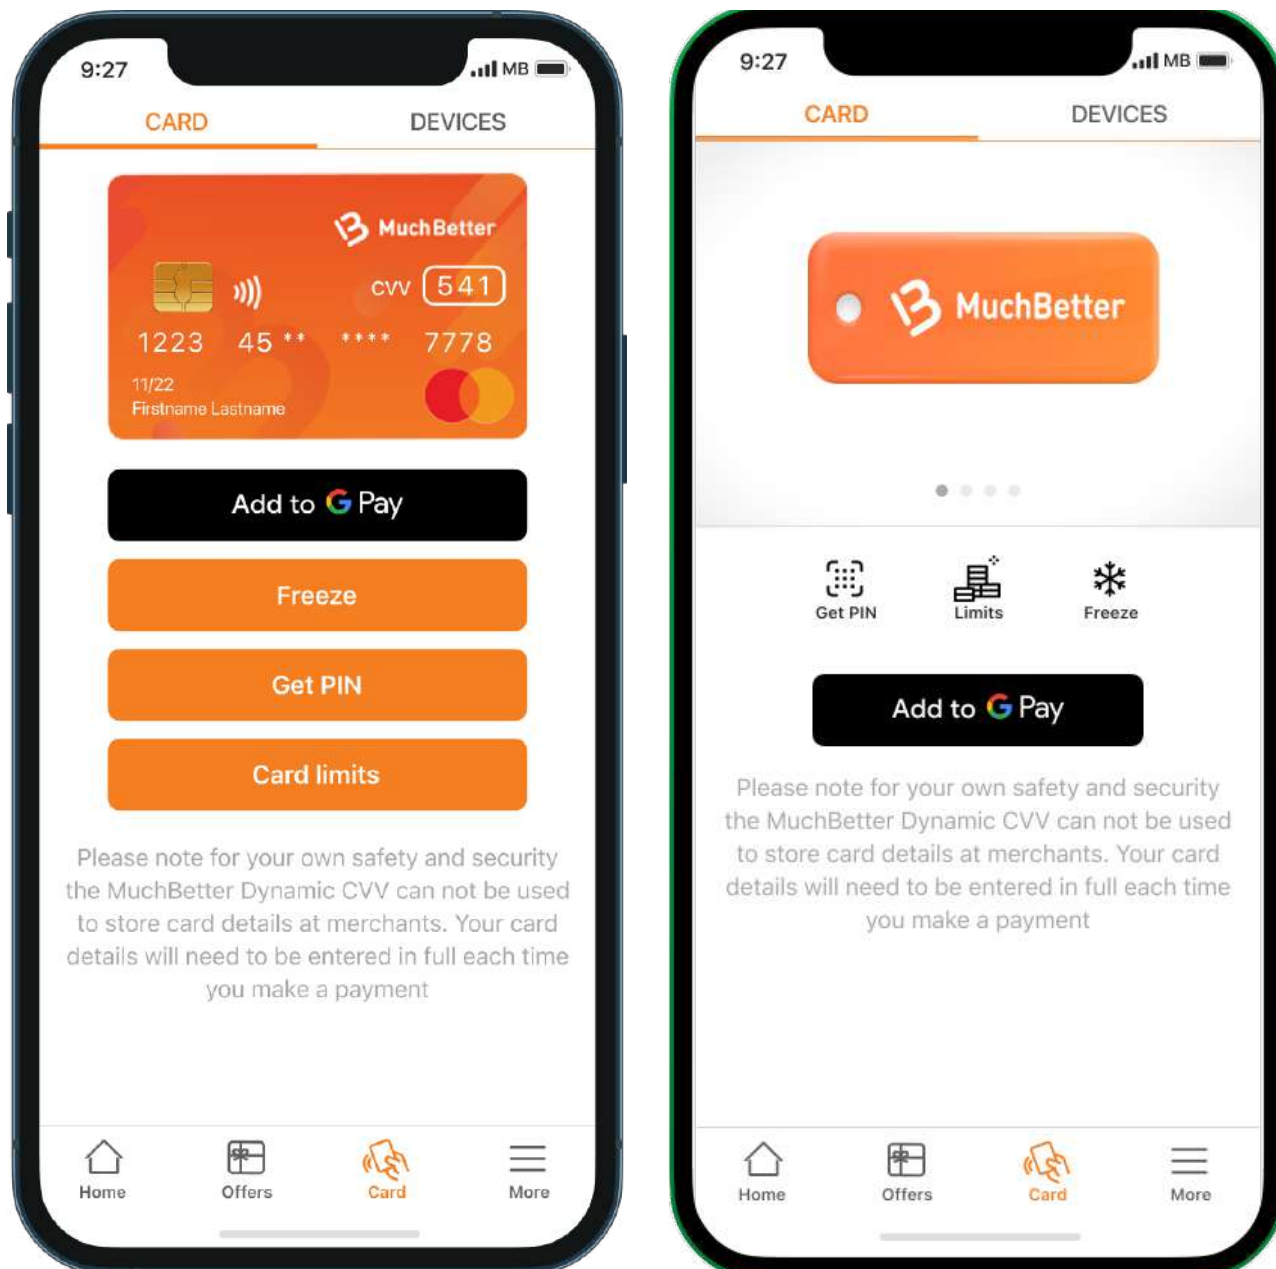 9:27
MB
CARD DEVICES
MuchBetter
CVV 541
1223 45 ** **** 7778
11/22
Firstname Lastname
Add to G Pay
Freeze
Get PIN
Card limits
Please note for your own safety and security
the MuchBetter Dynamic CVV can not be used
to store card details at merchants. Your card
details will need to be entered in full each time
you make a payment
Home Offers Card More
9:27
MB
CARD DEVICES
MuchBetter
Get PIN Limits Freeze
Add to G Pay
Please note for your own safety and security
the MuchBetter Dynamic CVV can not be used
to store card details at merchants. Your card
details will need to be entered in full each time
you make a payment
Home Offers Card More